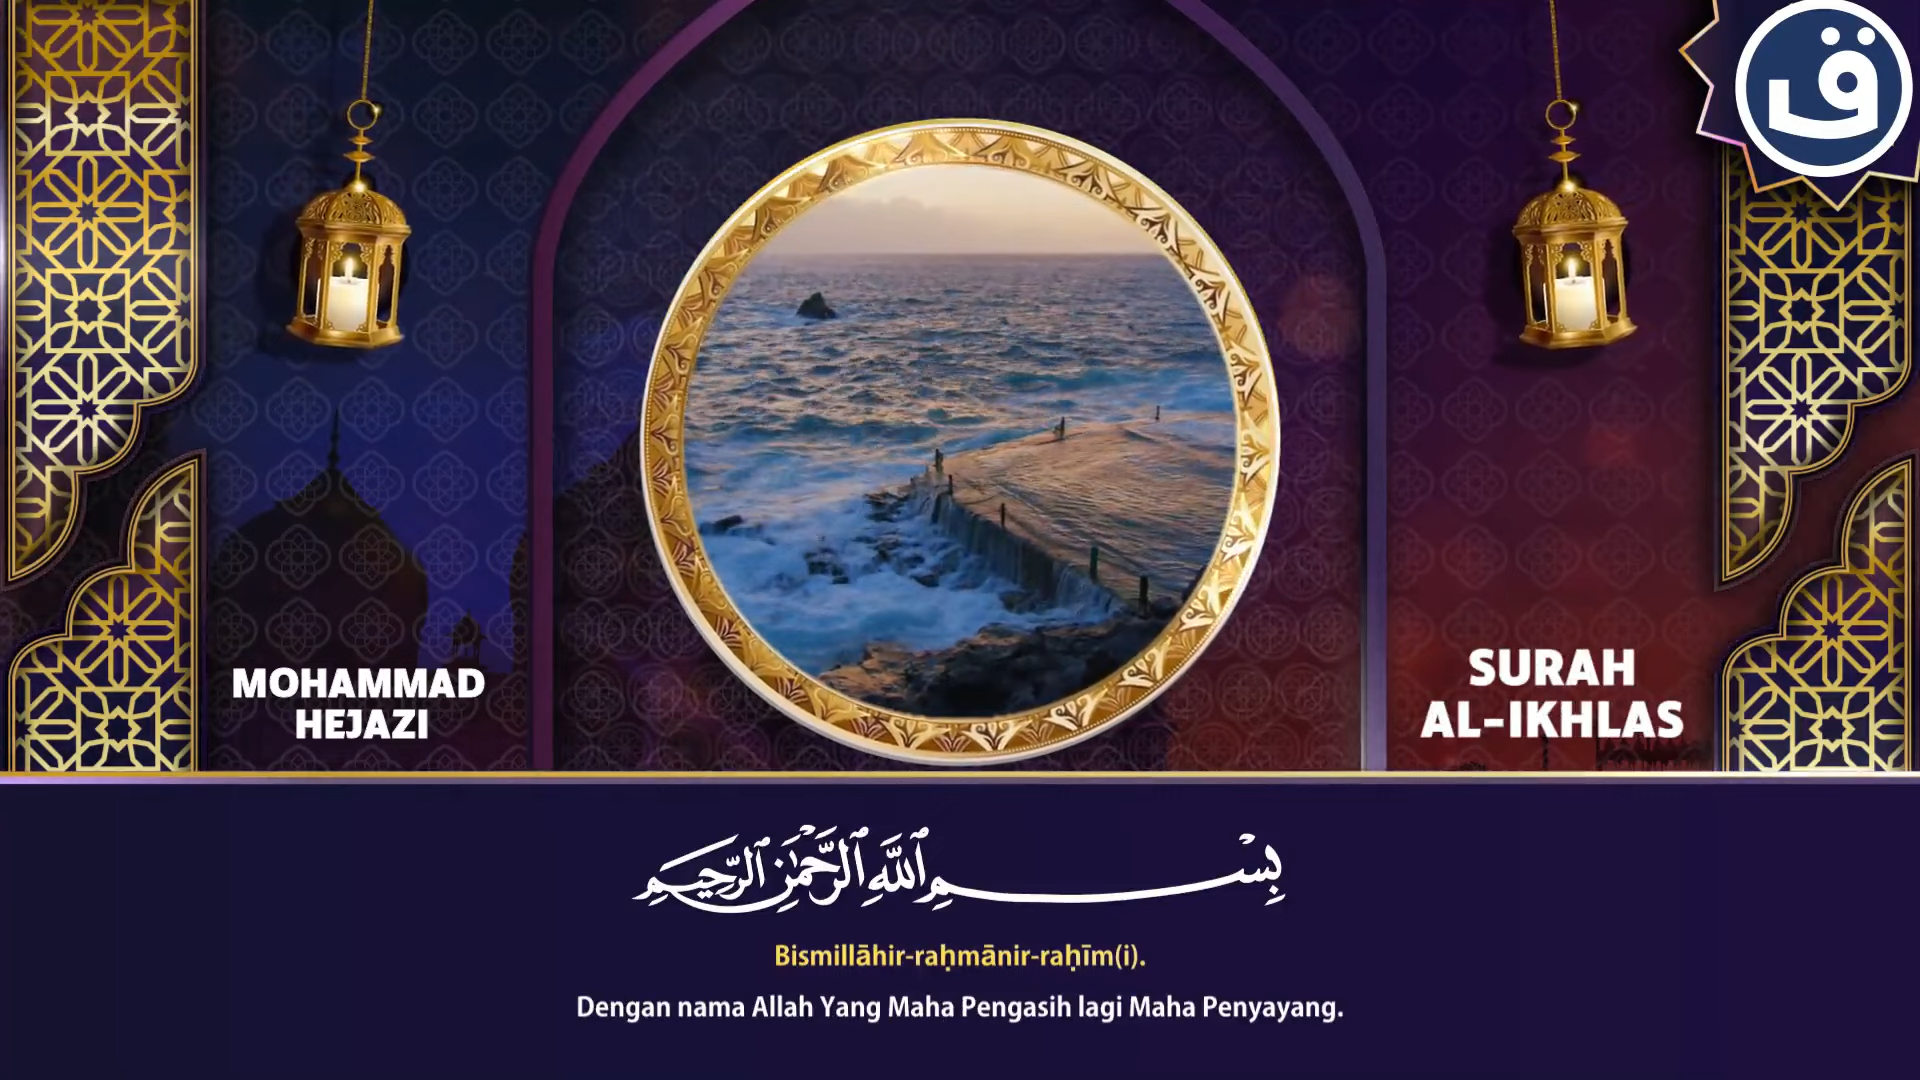 ق
MOHAMMAD
HEJAZI
SURAH
AL-IKHLAS
بِسْمِ ٱللَّهِ ٱلرَّحْمَٰنِ ٱلرَّحِيمِ
Bismillāhir-raḥmānir-raḥīm(i).
Dengan nama Allah Yang Maha Pengasih lagi Maha Penyayang.